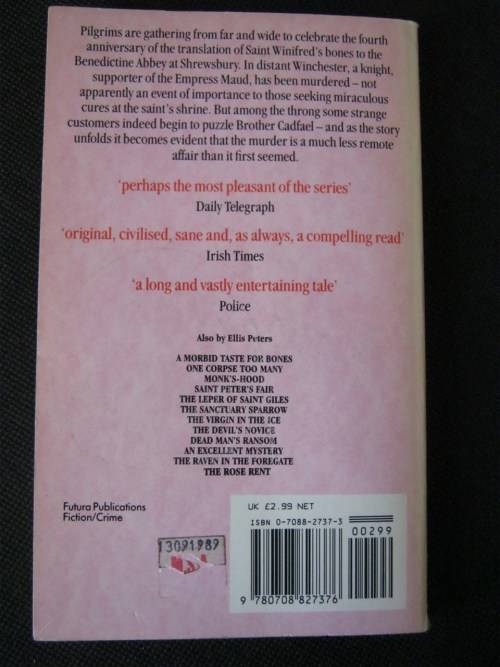 Pilgrims are gathering from far and wide to celebrate the fourth
anniversary of the translation of Saint Winifred's bones to the
Benedictine Abbey at Shrewsbury. In distant Winchester, a knight,
supporter of the Empress Maud, has been murdered – not
apparently an event of importance to those seeking miraculous
cures at the saint's shrine. But among the throng some strange
customers indeed begin to puzzle Brother Cadfael – and as the story
unfolds it becomes evident that the murder is a much less remote
affair than it first seemed.
'perhaps the most pleasant of the series'
Daily Telegraph
'original, civilised, sane and, as always, a compelling read'
Irish Times
'a long and vastly entertaining tale'
Police
Also by Ellis Peters
A MORBID TASTE FOR BONES
ONE CORPSE TOO MANY
MONK'S-HOOD
SAINT PETER'S FAIR
THE LEPER OF SAINT GILES
THE SANCTUARY SPARROW
THE VIRGIN IN THE ICE
THE DEVIL'S NOVICE
DEAD MAN'S RANSOM
AN EXCELLENT MYSTERY
THE RAVEN IN THE FOREGATE
THE ROSE RENT
Futura Publications
Fiction/Crime
13091989
UK £2.99 NET
ISBN 0-7088-2737-3
00299
9 780708 827376